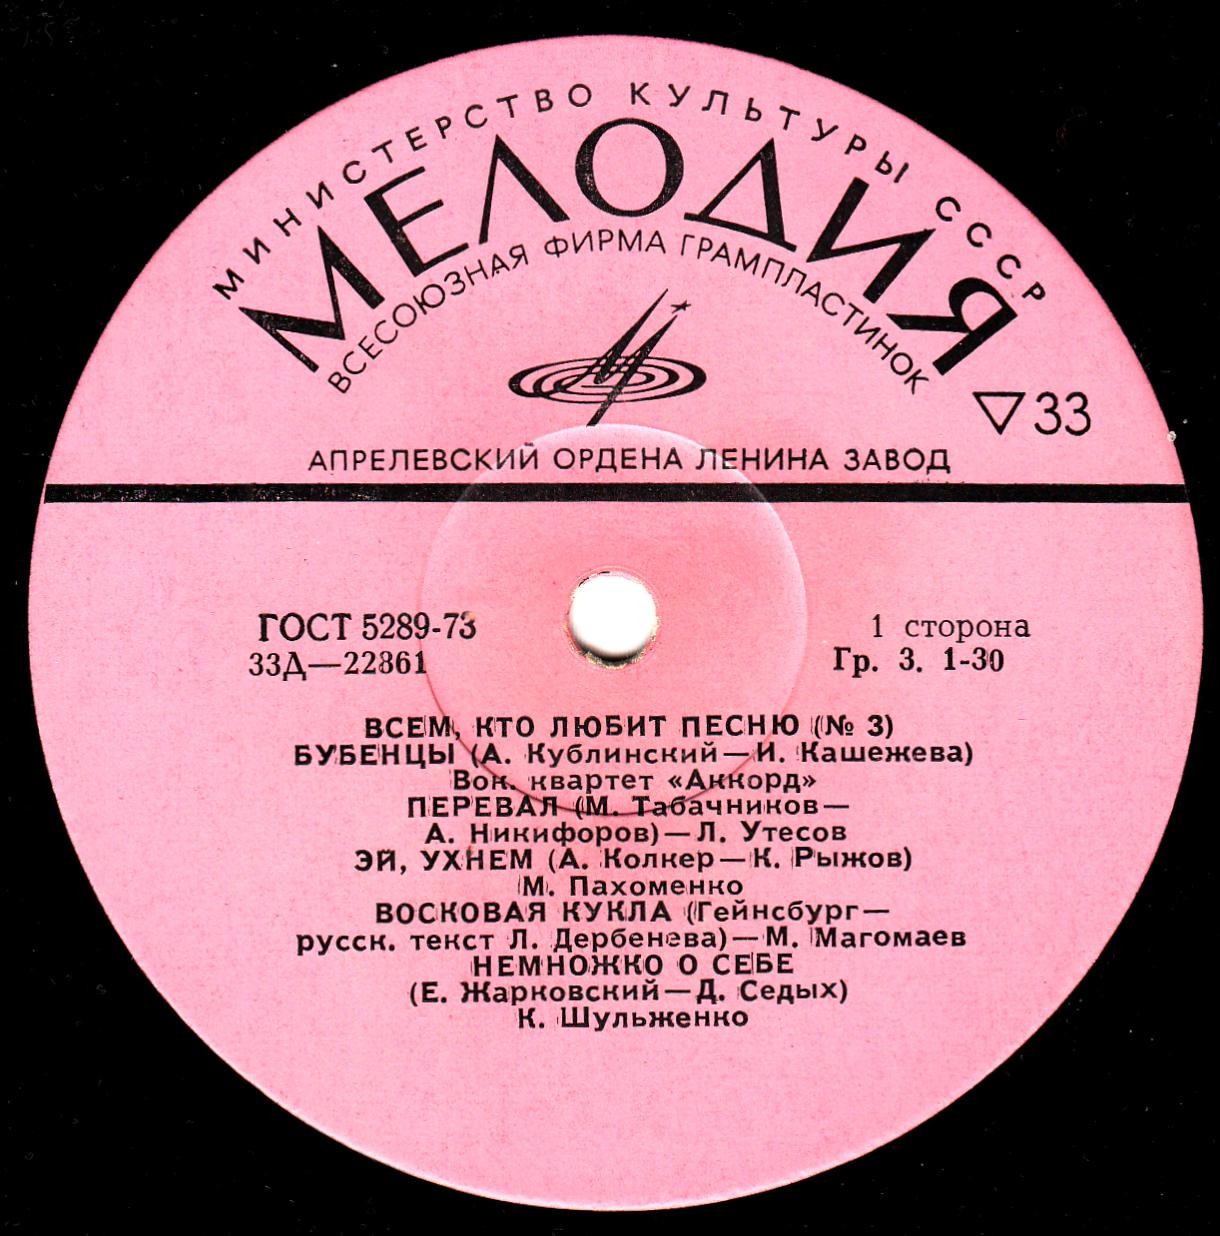 МИНИСТЕРСТВО КУЛЬТУРЫ СССР
МЕЛОДИЯ
ВСЕСОЮЗНАЯ ФИРМА ГРАМПЛАСТИНОК
▽33
АПРЕЛЕВСКИЙ ОРДЕНА ЛЕНИНА ЗАВОД
ГОСТ 5289-73
1 сторона
33Д—22861
Гр. 3. 1-30
ВСЕМ, КТО ЛЮБИТ ПЕСНЮ (№ 3)
БУБЕНЦЫ (А. Кублинский—И. Кашежева)
Вок. квартет «Аккорд»
ПЕРЕВАЛ (М. Табачников—
А. Никифоров)—Л. Утесов
ЭЙ, УХНЕМ (А. Колкер—К. Рыжов)
М. Пахоменко
ВОСКОВАЯ КУКЛА (Гейнсбург—
русск. текст Л. Дербенева)—М. Магомаев
НЕМНОЖКО О СЕБЕ
(Е. Жарковский—Д. Седых)
К. Шульженко